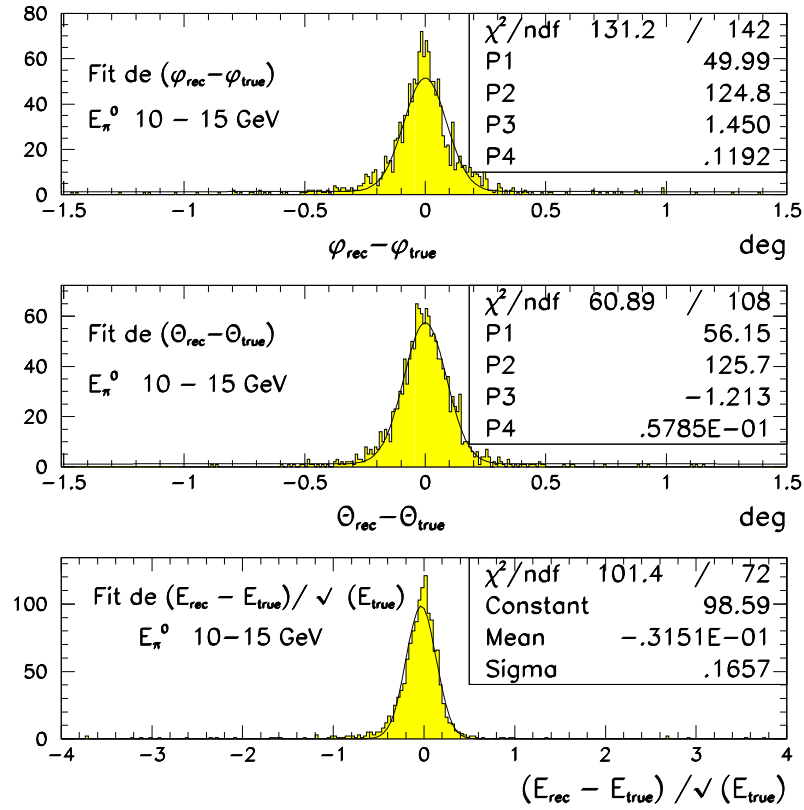 80
60
40
20
0
Fit de (φrec−φtrue)
Eπ⁰ 10 − 15 GeV
χ²/ndf 131.2 / 142
P1 49.99
P2 124.8
P3 1.450
P4 .1192
−1.5 −1 −0.5 0 0.5 1 1.5
φrec−φtrue deg
60
40
20
0
Fit de (Θrec−Θtrue)
Eπ⁰ 10 − 15 GeV
χ²/ndf 60.89 / 108
P1 56.15
P2 125.7
P3 −1.213
P4 .5785E−01
−1.5 −1 −0.5 0 0.5 1 1.5
Θrec−Θtrue deg
100
50
0
Fit de (Erec − Etrue)/ √ (Etrue)
Eπ⁰ 10−15 GeV
χ²/ndf 101.4 / 72
Constant 98.59
Mean −.3151E−01
Sigma .1657
−4 −3 −2 −1 0 1 2 3 4
(Erec − Etrue) /√ (Etrue)